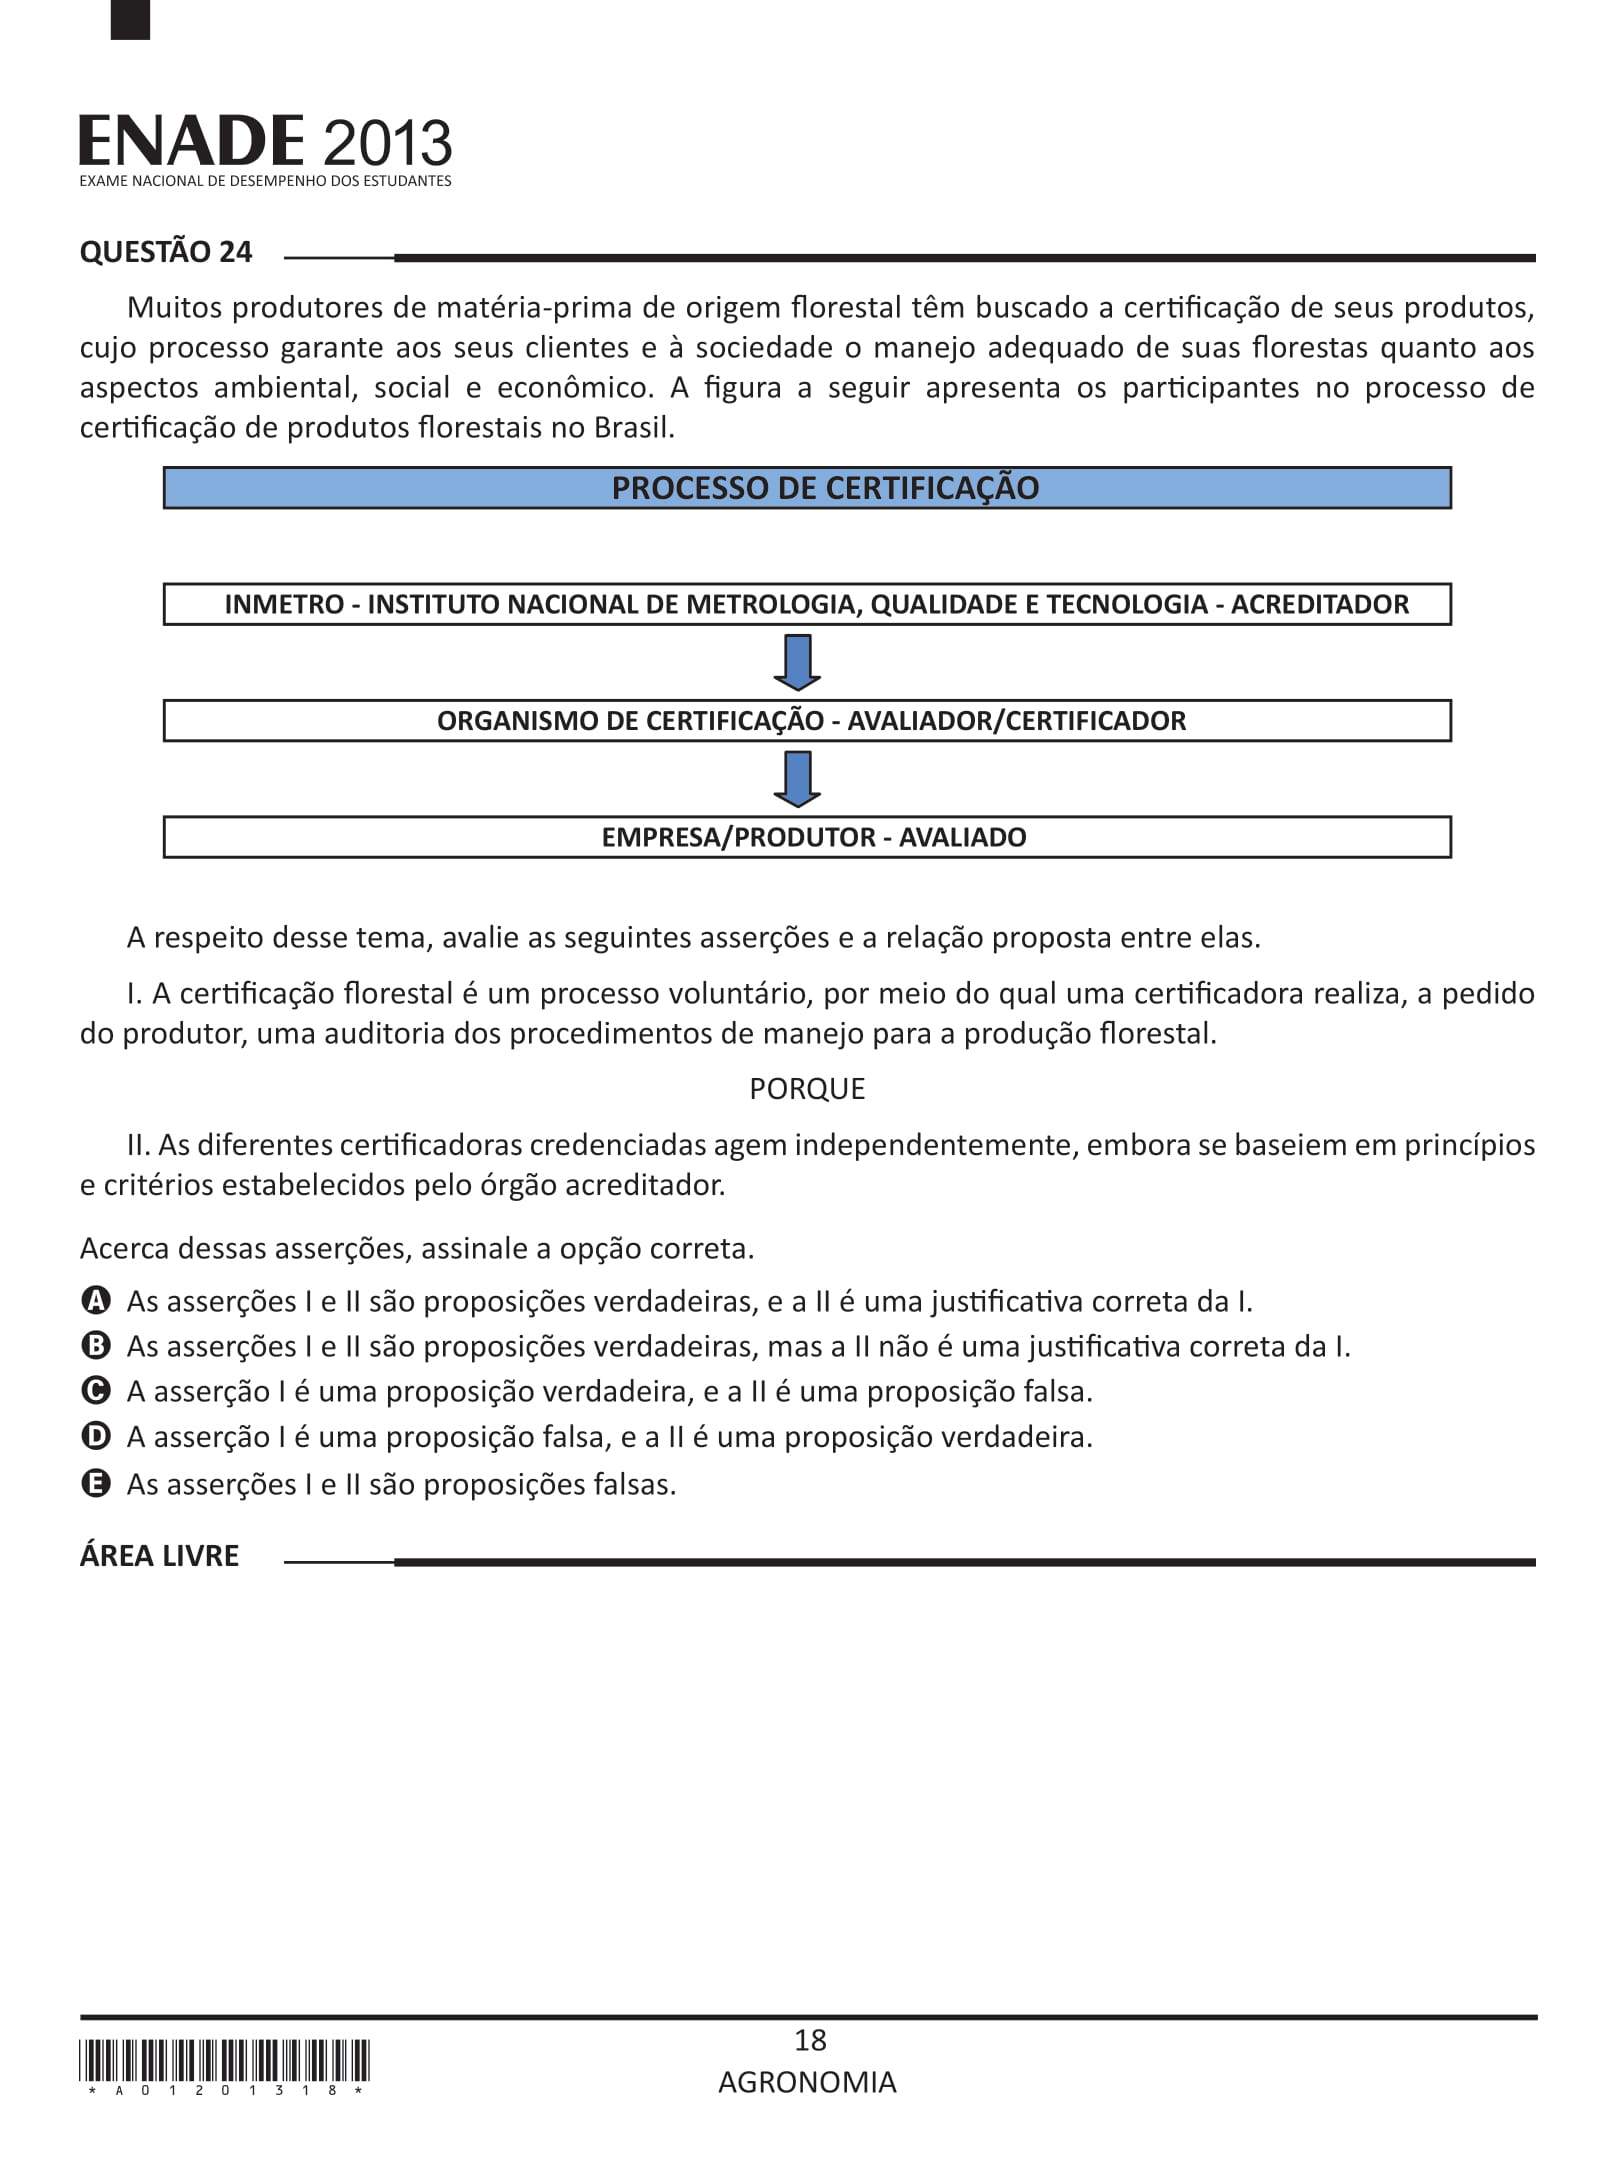 ENADE 2013
EXAME NACIONAL DE DESEMPENHO DOS ESTUDANTES
QUESTÃO 24
Muitos produtores de matéria-prima de origem florestal têm buscado a certificação de seus produtos,
cujo processo garante aos seus clientes e à sociedade o manejo adequado de suas florestas quanto aos
aspectos ambiental, social e econômico. A figura a seguir apresenta os participantes no processo de
certificação de produtos florestais no Brasil.
PROCESSO DE CERTIFICAÇÃO
INMETRO - INSTITUTO NACIONAL DE METROLOGIA, QUALIDADE E TECNOLOGIA - ACREDITADOR
ORGANISMO DE CERTIFICAÇÃO - AVALIADOR/CERTIFICADOR
EMPRESA/PRODUTOR - AVALIADO
A respeito desse tema, avalie as seguintes asserções e a relação proposta entre elas.
I. A certificação florestal é um processo voluntário, por meio do qual uma certificadora realiza, a pedido
do produtor, uma auditoria dos procedimentos de manejo para a produção florestal.
PORQUE
II. As diferentes certificadoras credenciadas agem independentemente, embora se baseiem em princípios
e critérios estabelecidos pelo órgão acreditador.
Acerca dessas asserções, assinale a opção correta.
A As asserções I e II são proposições verdadeiras, e a II é uma justificativa correta da I.
B As asserções I e II são proposições verdadeiras, mas a II não é uma justificativa correta da I.
C A asserção I é uma proposição verdadeira, e a II é uma proposição falsa.
D A asserção I é uma proposição falsa, e a II é uma proposição verdadeira.
E As asserções I e II são proposições falsas.
ÁREA LIVRE
18
AGRONOMIA
* A 0 1 2 0 1 3 1 8 *